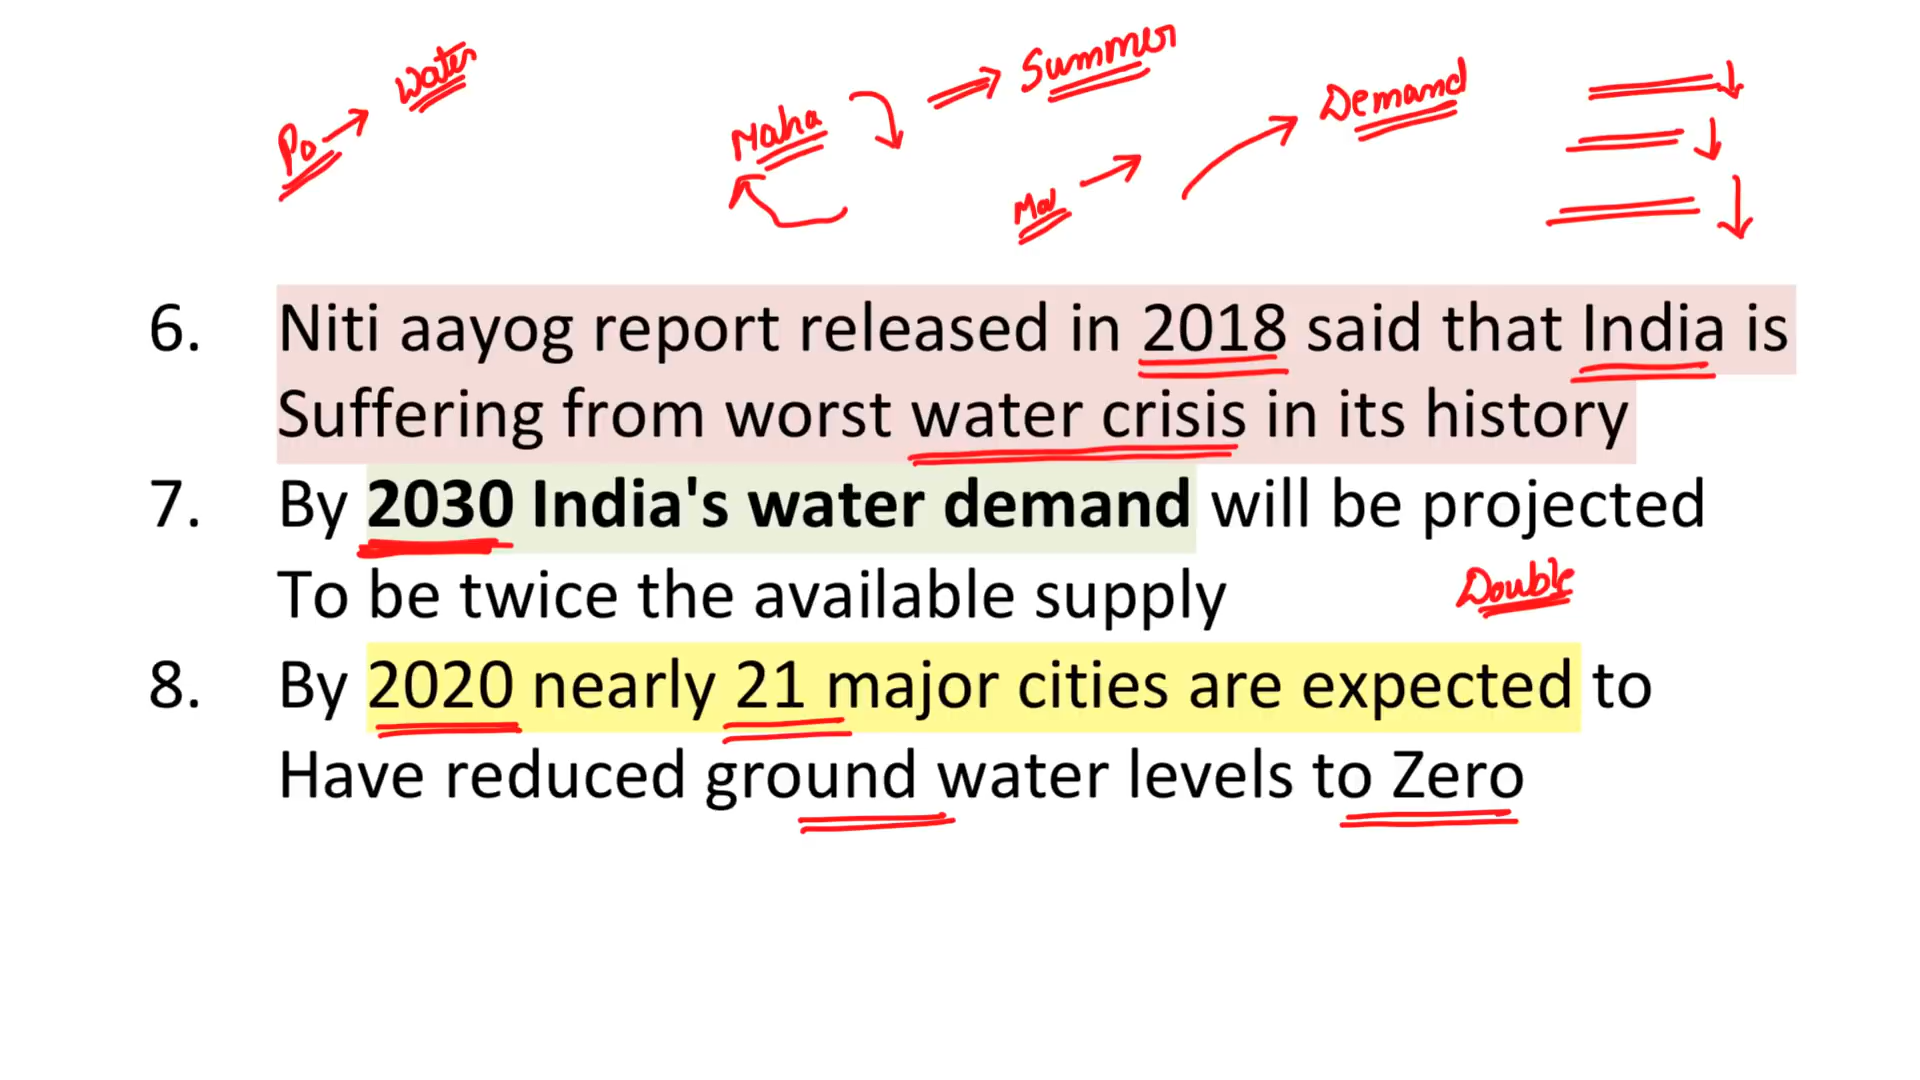 Water
Po
Summer
Maha
Demand
6. Niti aayog report released in 2018 said that India is
Suffering from worst water crisis in its history
7. By 2030 India's water demand will be projected
To be twice the available supply
Double
8. By 2020 nearly 21 major cities are expected to
Have reduced ground water levels to Zero